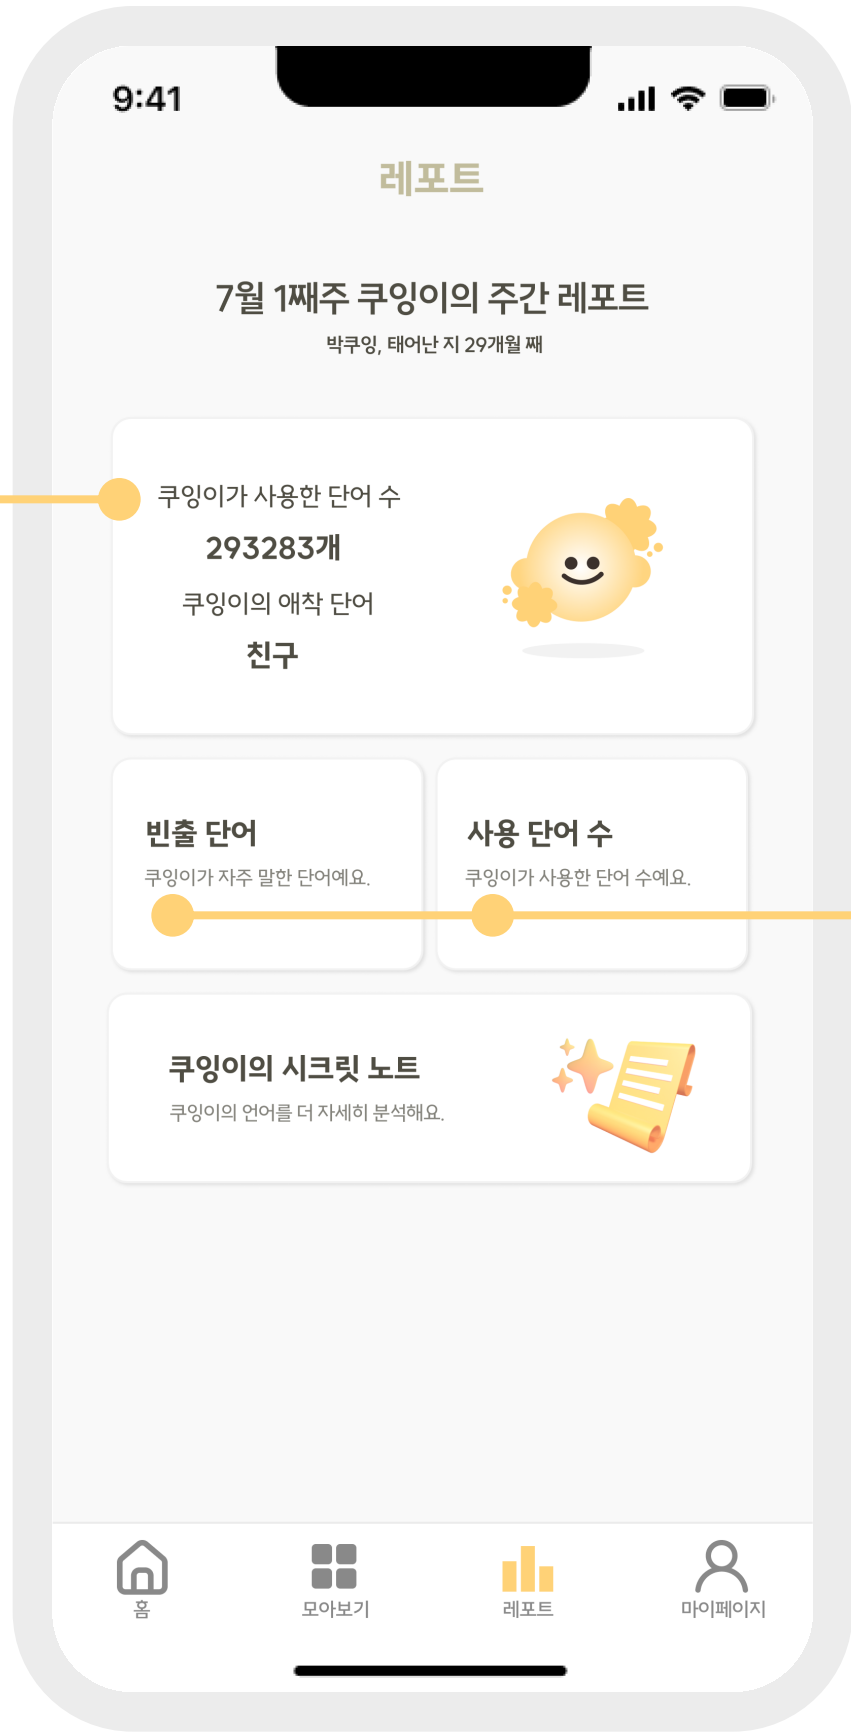 9:41
레포트
7월 1째주 쿠잉이의 주간 레포트
박쿠잉, 태어난 지 29개월 째
쿠잉이가 사용한 단어 수
293283개
쿠잉이의 애착 단어
친구
빈출 단어
쿠잉이가 자주 말한 단어예요.
사용 단어 수
쿠잉이가 사용한 단어 수예요.
쿠잉이의 시크릿 노트
쿠잉이의 언어를 더 자세히 분석해요.
홈
모아보기
레포트
마이페이지